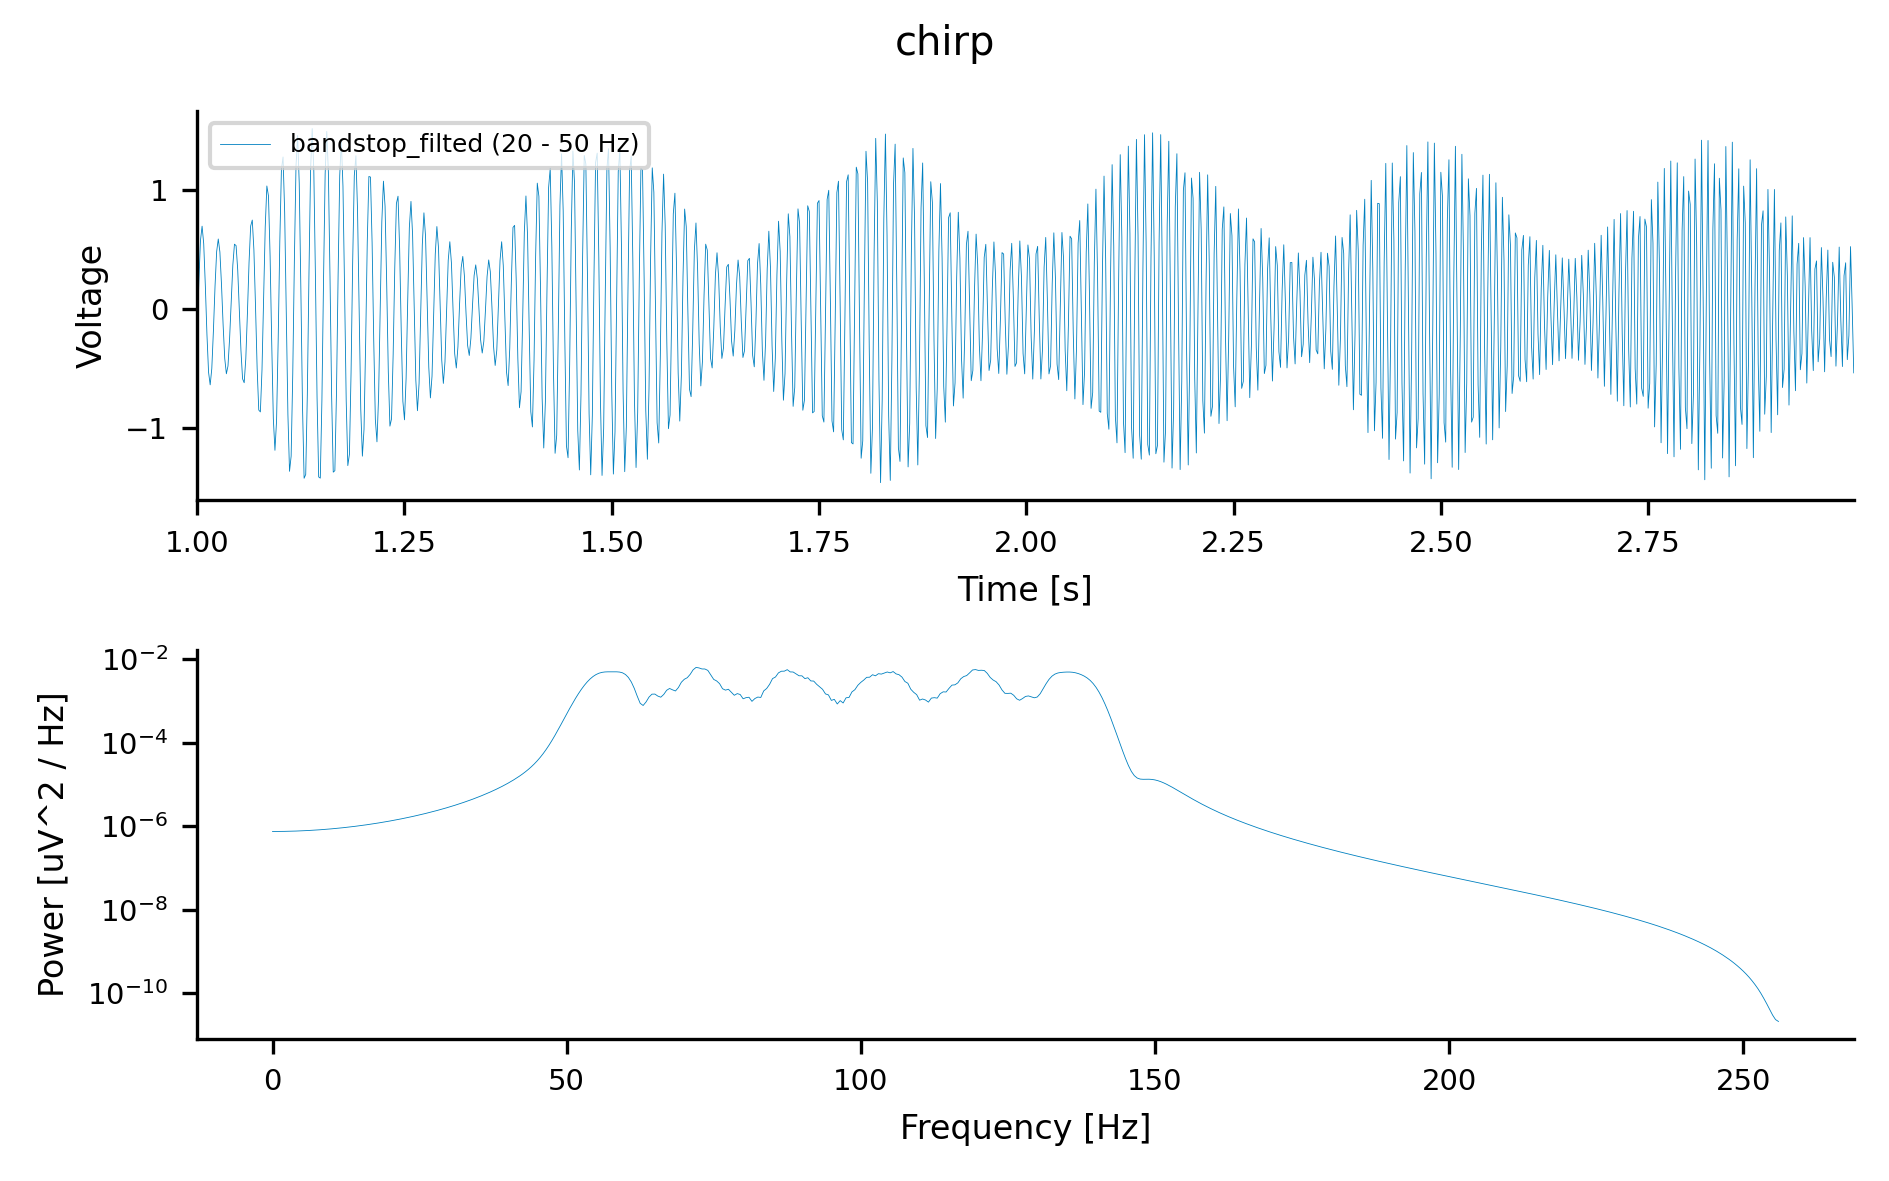 chirp
bandstop_filted (20 - 50 Hz)
Voltage
1
0
−1
1.00 1.25 1.50 1.75 2.00 2.25 2.50 2.75
Time [s]
Power [uV^2 / Hz]
10⁻²
10⁻⁴
10⁻⁶
10⁻⁸
10⁻¹⁰
0 50 100 150 200 250
Frequency [Hz]